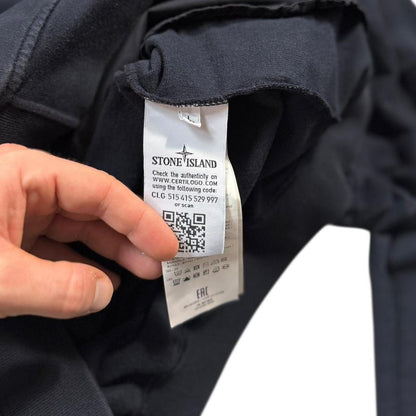 L
STONE ISLAND
Check the authenticity on
WWW.CERTILOGO.COM
using the following code:
CLG 515 415 529 997
or scan
EAC